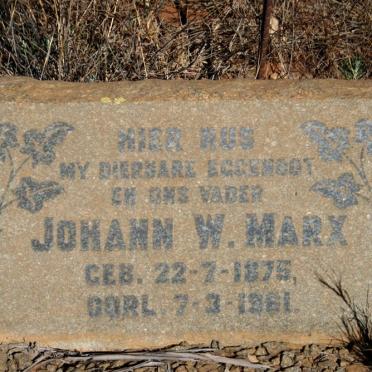 HIER RUS
MY DIERBARE EGGENOOT
EN ONS VADER
JOHANN W. MARX
GEB. 22-7-1875,
OORL. 7-3-1961.